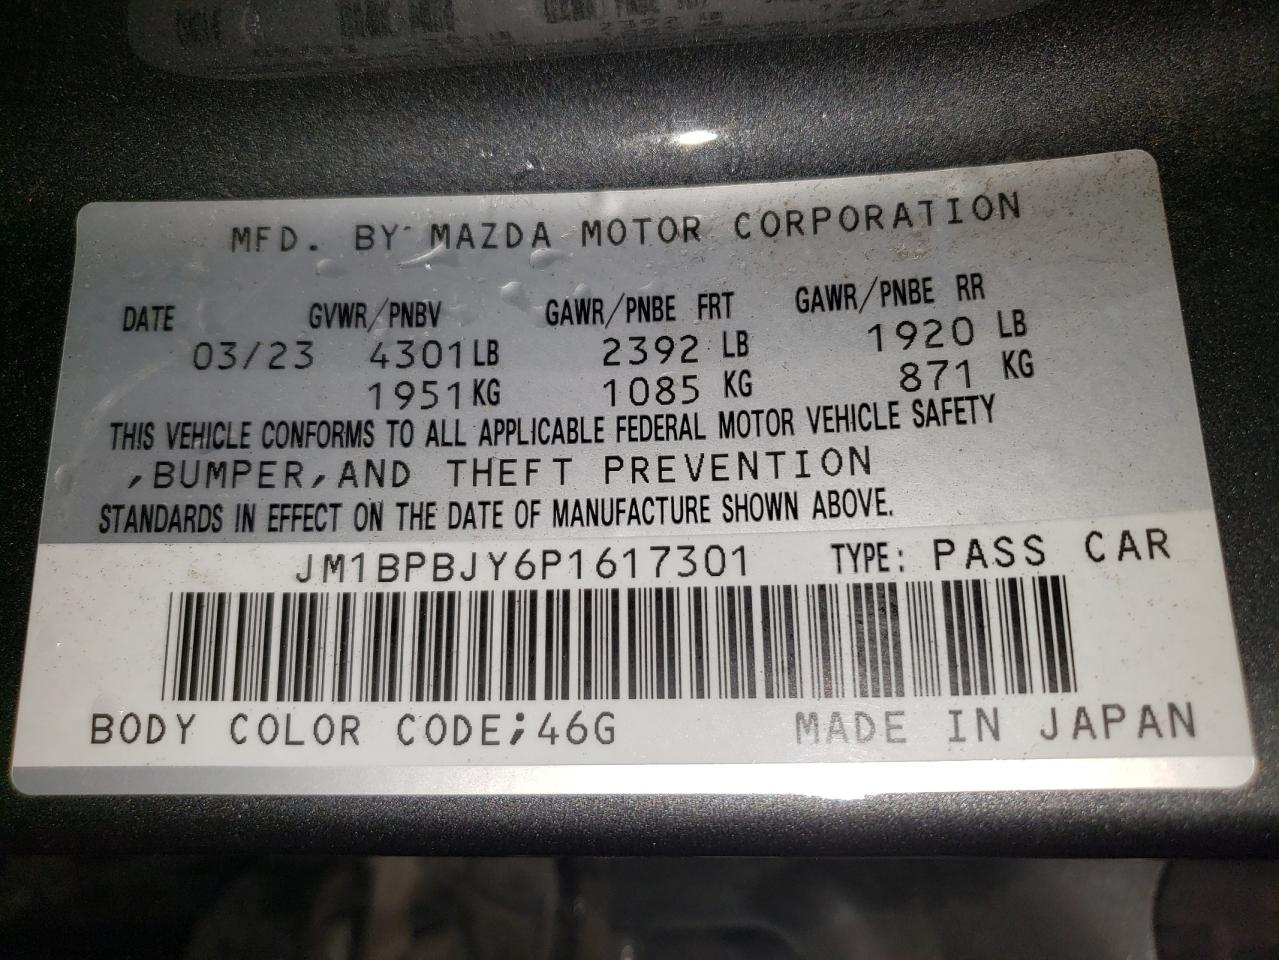 MFD. BY MAZDA MOTOR CORPORATION
DATE GVWR/PNBV GAWR/PNBE FRT GAWR/PNBE RR
03/23 4301 LB 2392 LB 1920 LB
1951 KG 1085 KG 871 KG
THIS VEHICLE CONFORMS TO ALL APPLICABLE FEDERAL MOTOR VEHICLE SAFETY
,BUMPER,AND THEFT PREVENTION
STANDARDS IN EFFECT ON THE DATE OF MANUFACTURE SHOWN ABOVE.
JM1BPBJY6P1617301 TYPE: PASS CAR
BODY COLOR CODE;46G MADE IN JAPAN